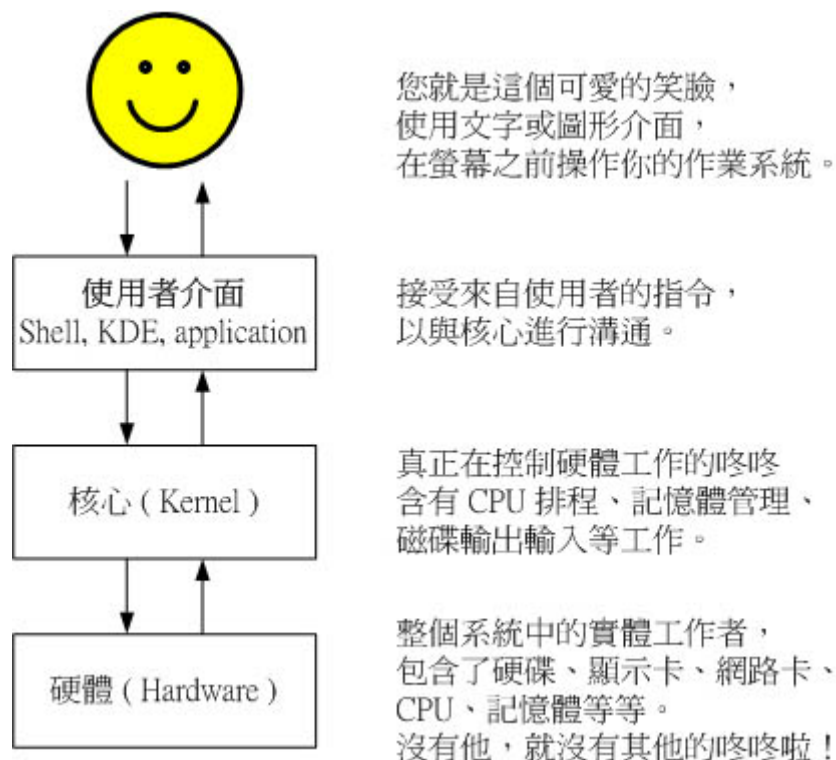 您就是這個可愛的笑臉，
使用文字或圖形介面，
在螢幕之前操作你的作業系統。
使用者介面
Shell, KDE, application
接受來自使用者的指令，
以與核心進行溝通。
核心 ( Kernel )
真正在控制硬體工作的咚咚
含有 CPU 排程、記憶體管理、
磁碟輸出輸入等工作。
硬體 ( Hardware )
整個系統中的實體工作者，
包含了硬碟、顯示卡、網路卡、
CPU、記憶體等等。
沒有他，就沒有其他的咚咚啦！